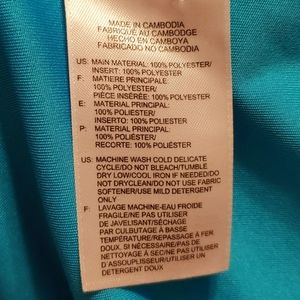 MADE IN CAMBODIA
FABRIQUÉ AU CAMBODGE
HECHO EN CAMBOYA
FABRICADO NO CAMBOJA
US: MAIN MATERIAL: 100% POLYESTER/
INSERT: 100% POLYESTER
F: MATIERE PRINCIPALE:
100% POLYESTER/
PIÈCE INSÉRÉE: 100% POLYESTER
E: MATERIAL PRINCIPAL:
100% POLIÉSTER/
INSERTO: 100% POLIÉSTER
P: MATERIAL PRINCIPAL:
100% POLIÉSTER/
RECORTE: 100% POLIÉSTER
US: MACHINE WASH COLD DELICATE
CYCLE/DO NOT BLEACH/TUMBLE
DRY LOW/COOL IRON IF NEEDED/DO
NOT DRYCLEAN/DO NOT USE FABRIC
SOFTENER/USE MILD DETERGENT
ONLY
F: LAVAGE MACHINE-EAU FROIDE
FRAGILE/NE PAS UTILISER
DE JAVELISANT/SÉCHAGE
PAR CULBUTAGE À BASSE
TEMPÉRATURE/REPASSAGE À FER
DOUX, SI NÉCESSAIRE/PAS DE
NETTOYAGE À SEC/NE PAS UTILISER
D'ASSOUPLISSEUR/UTILISER UN
DETERGENT DOUX